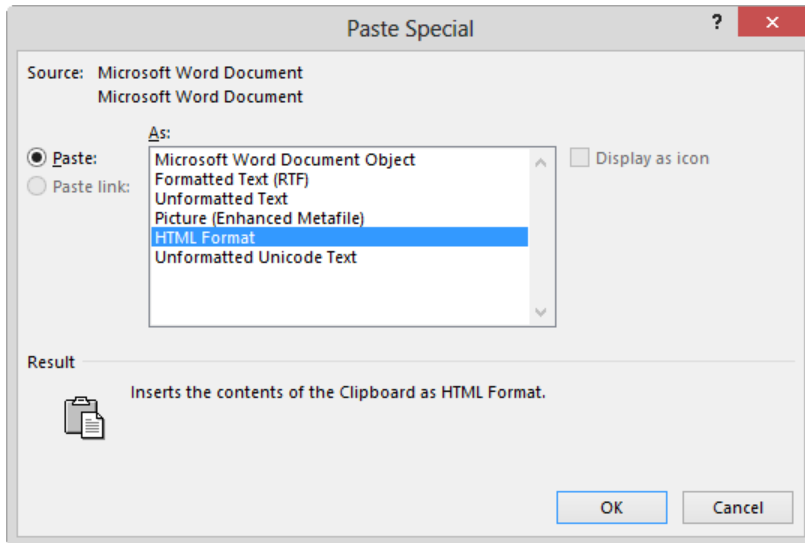 Paste Special
?
Source: Microsoft Word Document
Microsoft Word Document
As:
Paste:
Paste link:
Microsoft Word Document Object
Formatted Text (RTF)
Unformatted Text
Picture (Enhanced Metafile)
HTML Format
Unformatted Unicode Text
Display as icon
Result
Inserts the contents of the Clipboard as HTML Format.
OK
Cancel